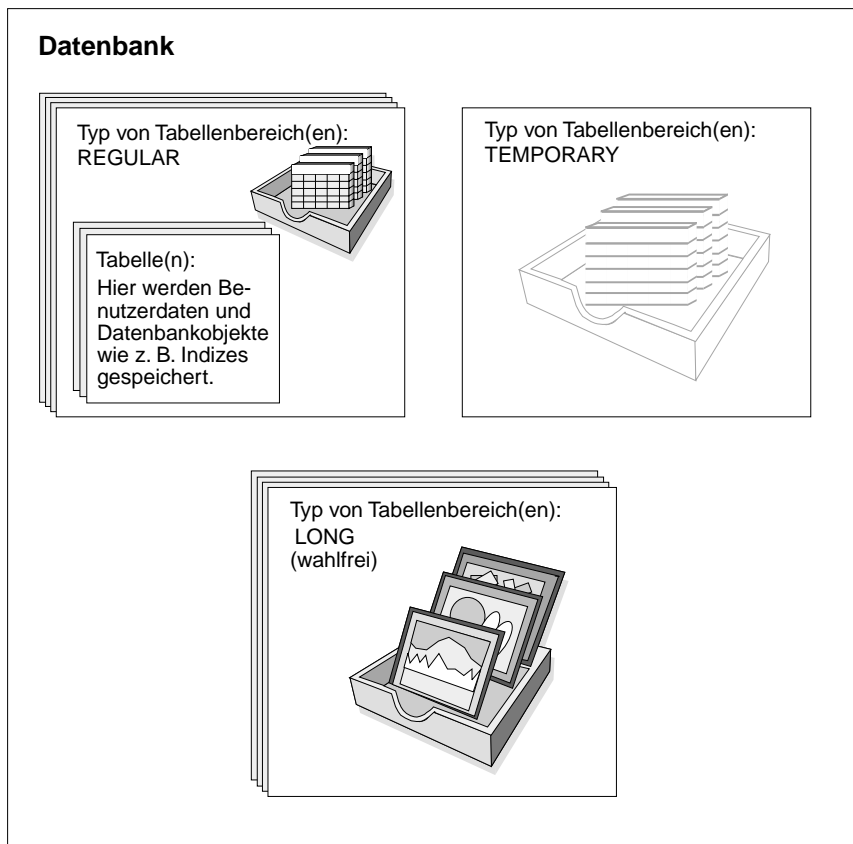 Datenbank
Typ von Tabellenbereich(en):
REGULAR
Tabelle(n):
Hier werden Be-
nutzerdaten und
Datenbankobjekte
wie z. B. Indizes
gespeichert.
Typ von Tabellenbereich(en):
TEMPORARY
Typ von Tabellenbereich(en):
LONG
(wahlfrei)